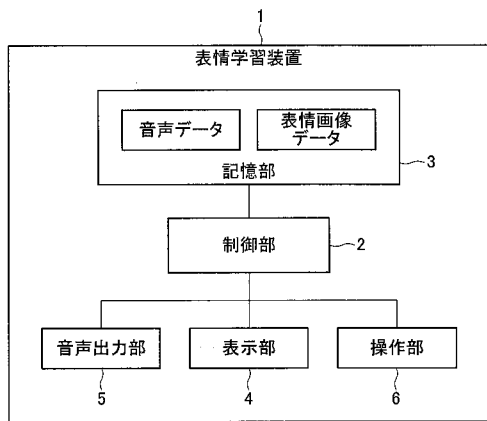 1
表情学習装置
音声データ
表情画像
データ
記憶部
3
制御部
2
音声出力部
表示部
操作部
5
4
6